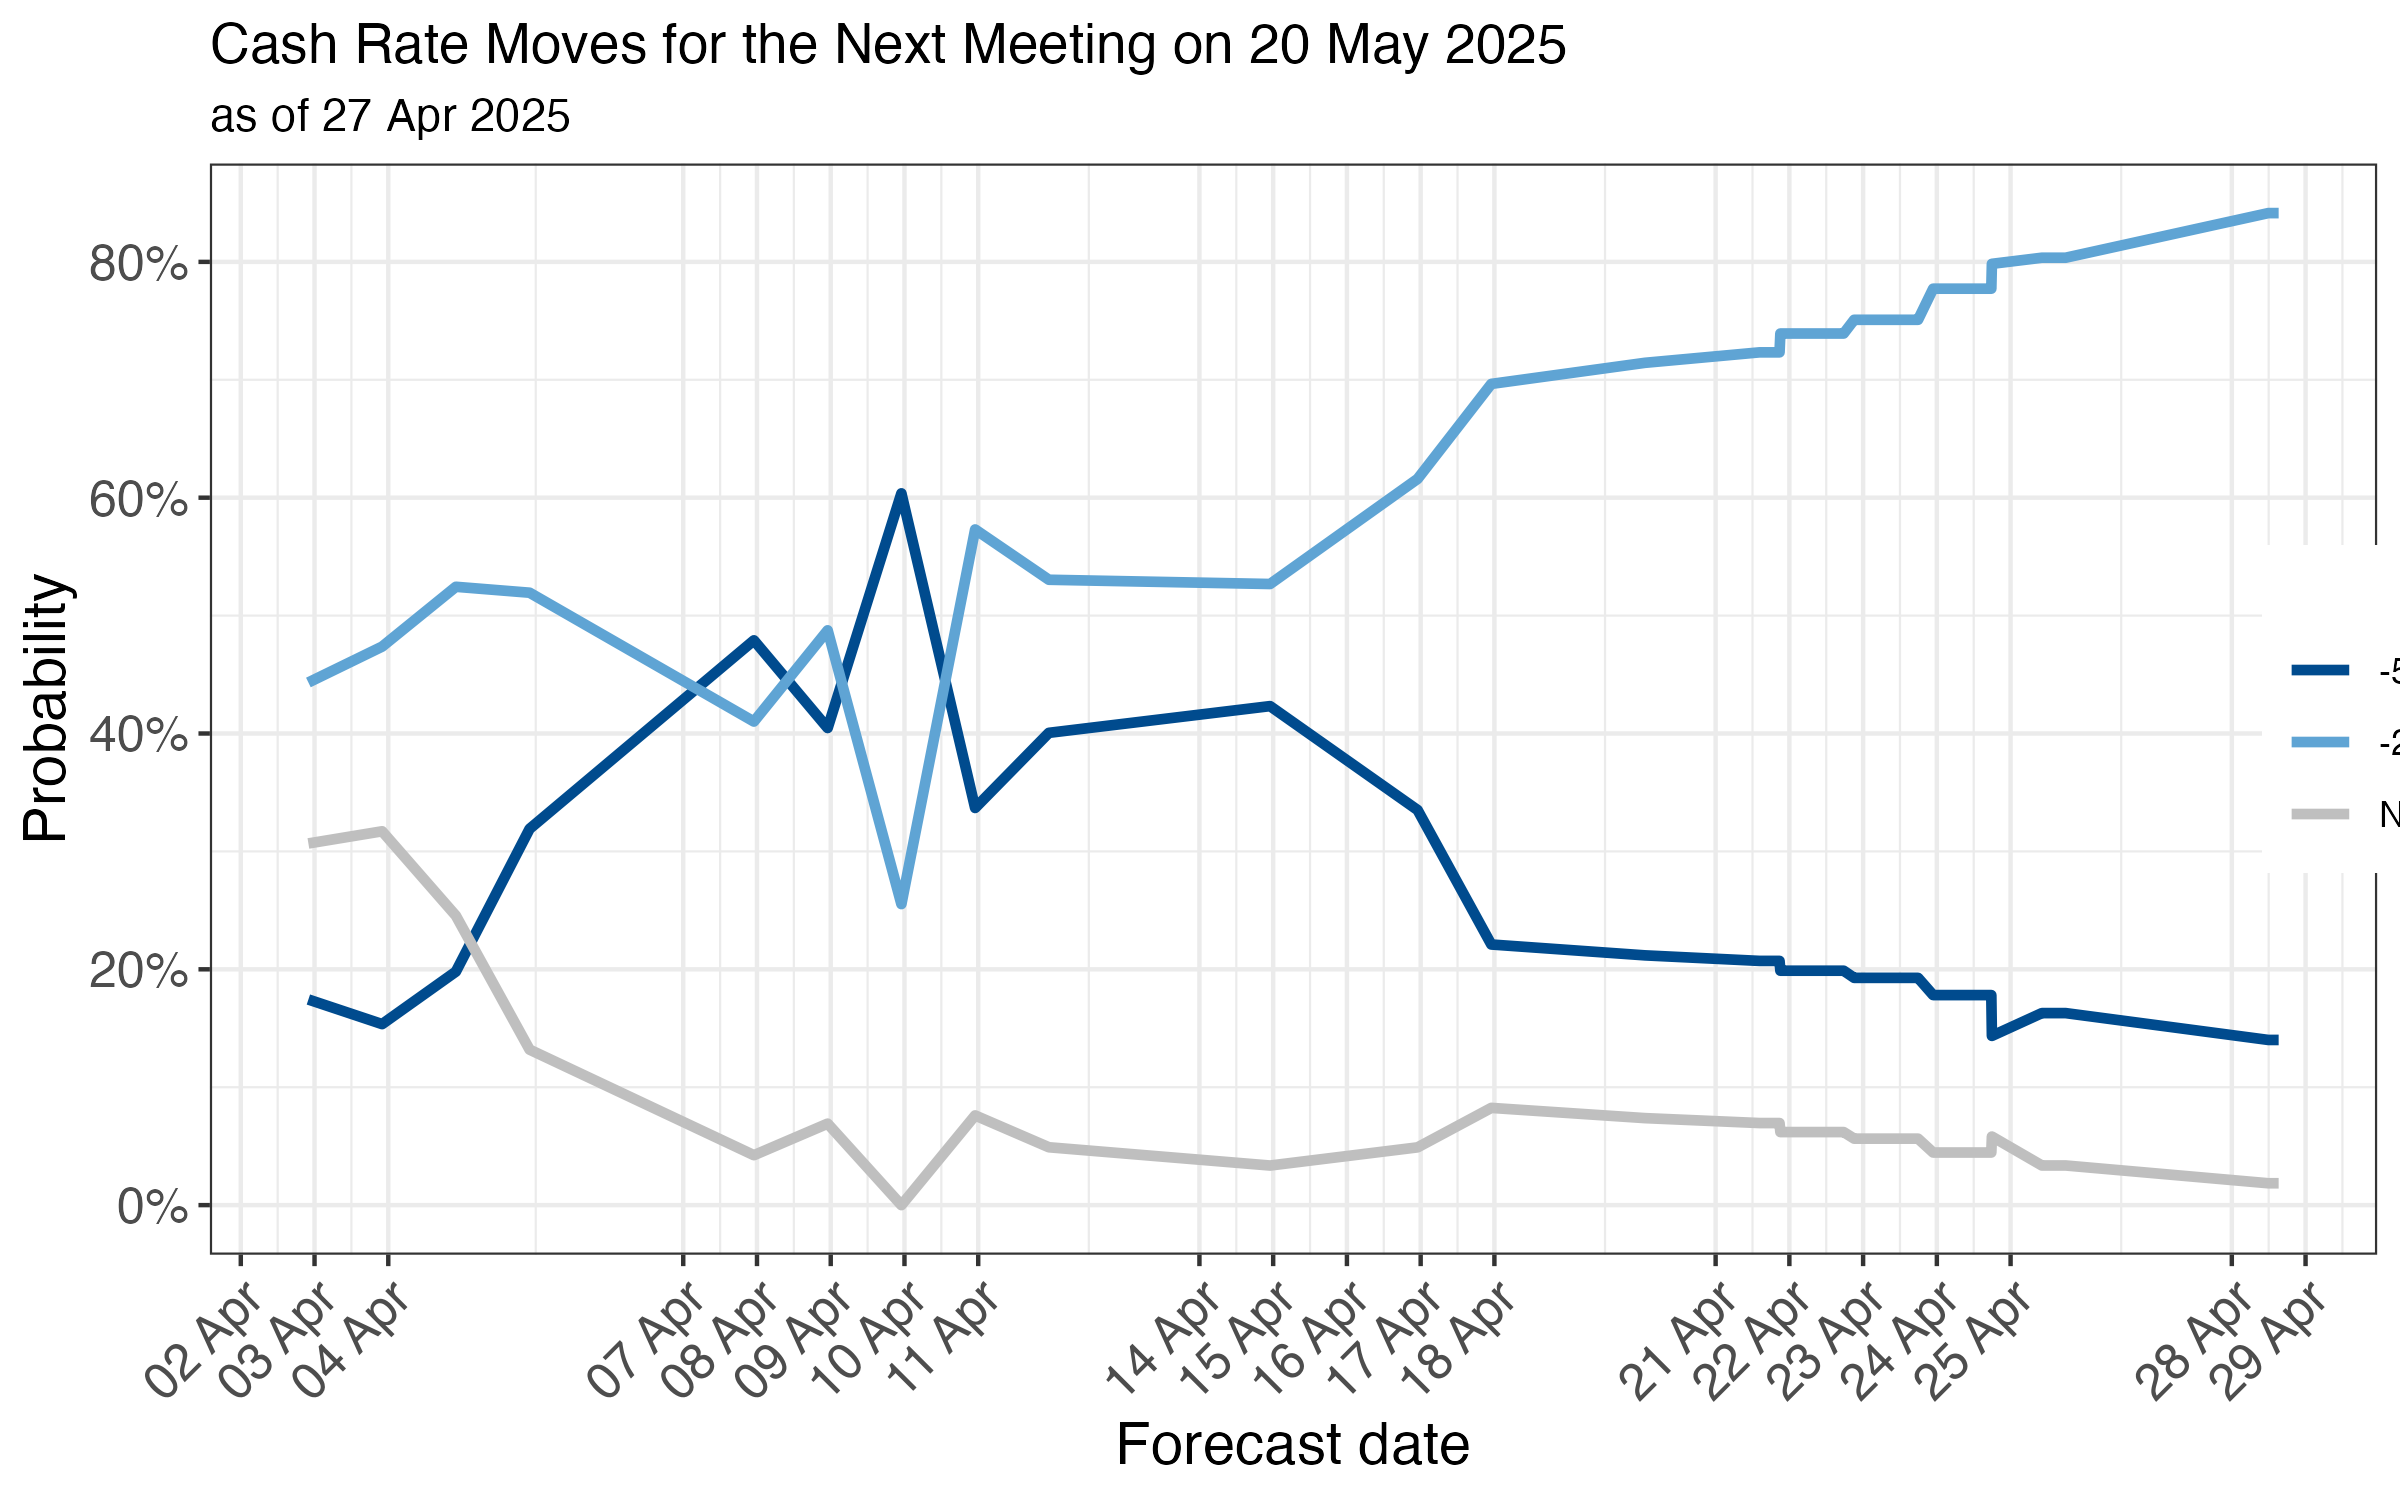 Cash Rate Moves for the Next Meeting on 20 May 2025
as of 27 Apr 2025
Probability
80%
60%
40%
20%
0%
-5
-2
N
02 Apr
03 Apr
04 Apr
07 Apr
08 Apr
09 Apr
10 Apr
11 Apr
14 Apr
15 Apr
16 Apr
17 Apr
18 Apr
21 Apr
22 Apr
23 Apr
24 Apr
25 Apr
28 Apr
29 Apr
Forecast date